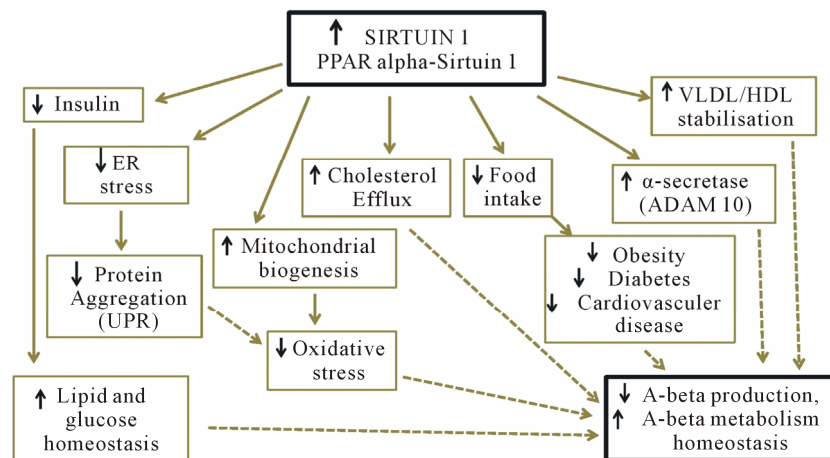 ↑ SIRTUIN 1
PPAR alpha-Sirtuin 1
↓ Insulin
↑ VLDL/HDL
stabilisation
↓ ER
stress
↑ Cholesterol
Efflux
↓ Food
intake
↑ α-secretase
(ADAM 10)
↑ Mitochondrial
biogenesis
↓ Obesity
↓ Diabetes
↓ Cardiovasculer
disease
↓ Protein
Aggregation
(UPR)
↓ Oxidative
stress
↑ Lipid and
glucose
homeostasis
↓ A-beta production,
↑ A-beta metabolism
homeostasis